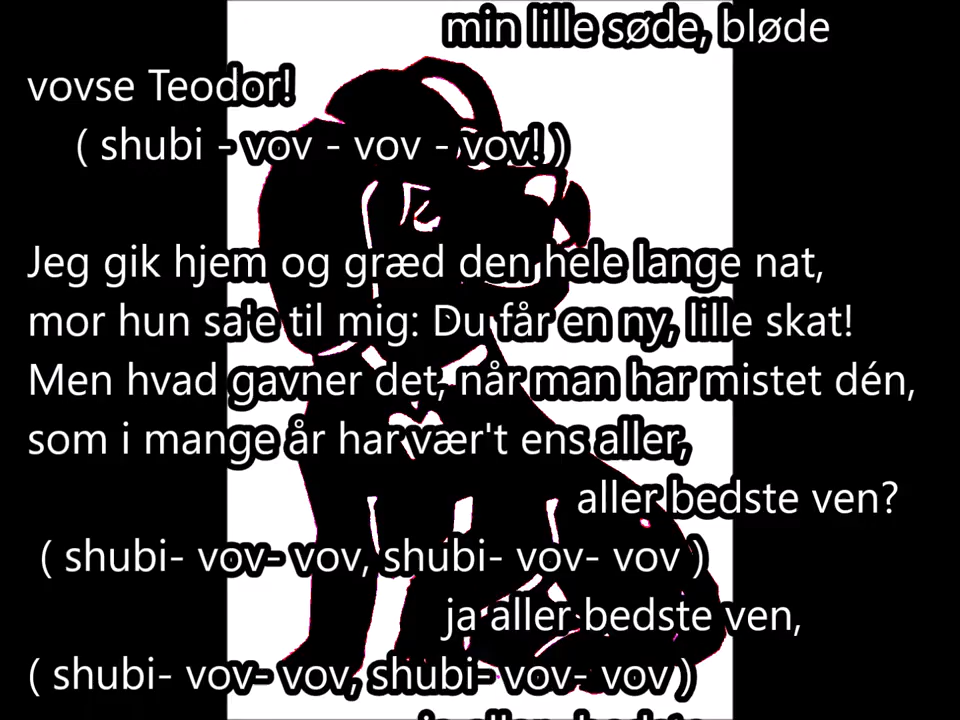 min lille søde, bløde
vovse Teodor!
( shubi - vov - vov - vov! )
Jeg gik hjem og græd den hele lange nat,
mor hun sa'e til mig: Du får en ny, lille skat!
Men hvad gavner det, når man har mistet dén,
som i mange år har vær't ens aller,
aller bedste ven?
( shubi- vov- vov, shubi- vov- vov )
ja aller bedste ven,
( shubi- vov- vov, shubi- vov- vov )